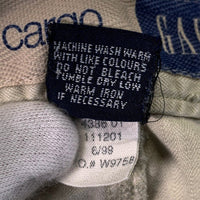 cargo
GA
MACHINE WASH WARM
WITH LIKE COLOURS
DO NOT BLEACH
TUMBLE DRY LOW
WARM IRON
IF NECESSARY
111201
6/99
O.# W975B